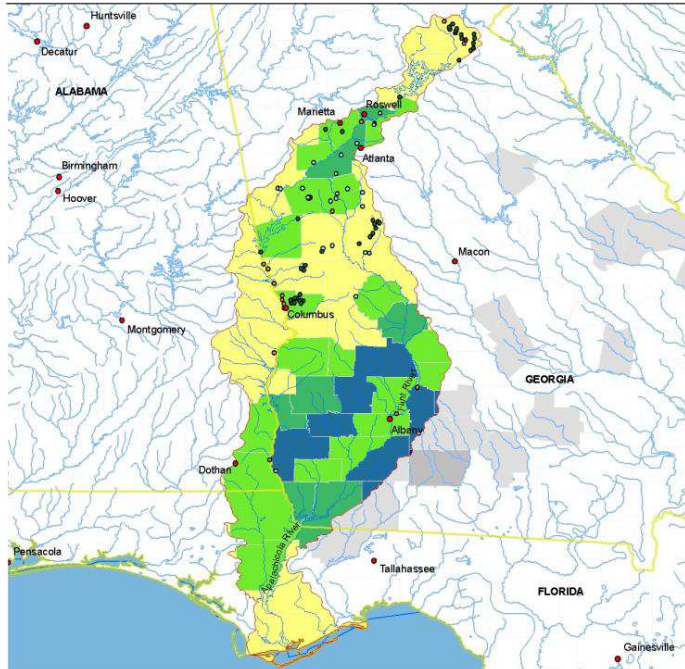 Huntsville
Decatur
ALABAMA
Roswell
Marietta
Atlanta
Birmingham
Hoover
Macon
Columbus
Montgomery
GEORGIA
Flint River
Albany
Dothan
Apalachicola River
Pensacola
Tallahassee
FLORIDA
Gainesville